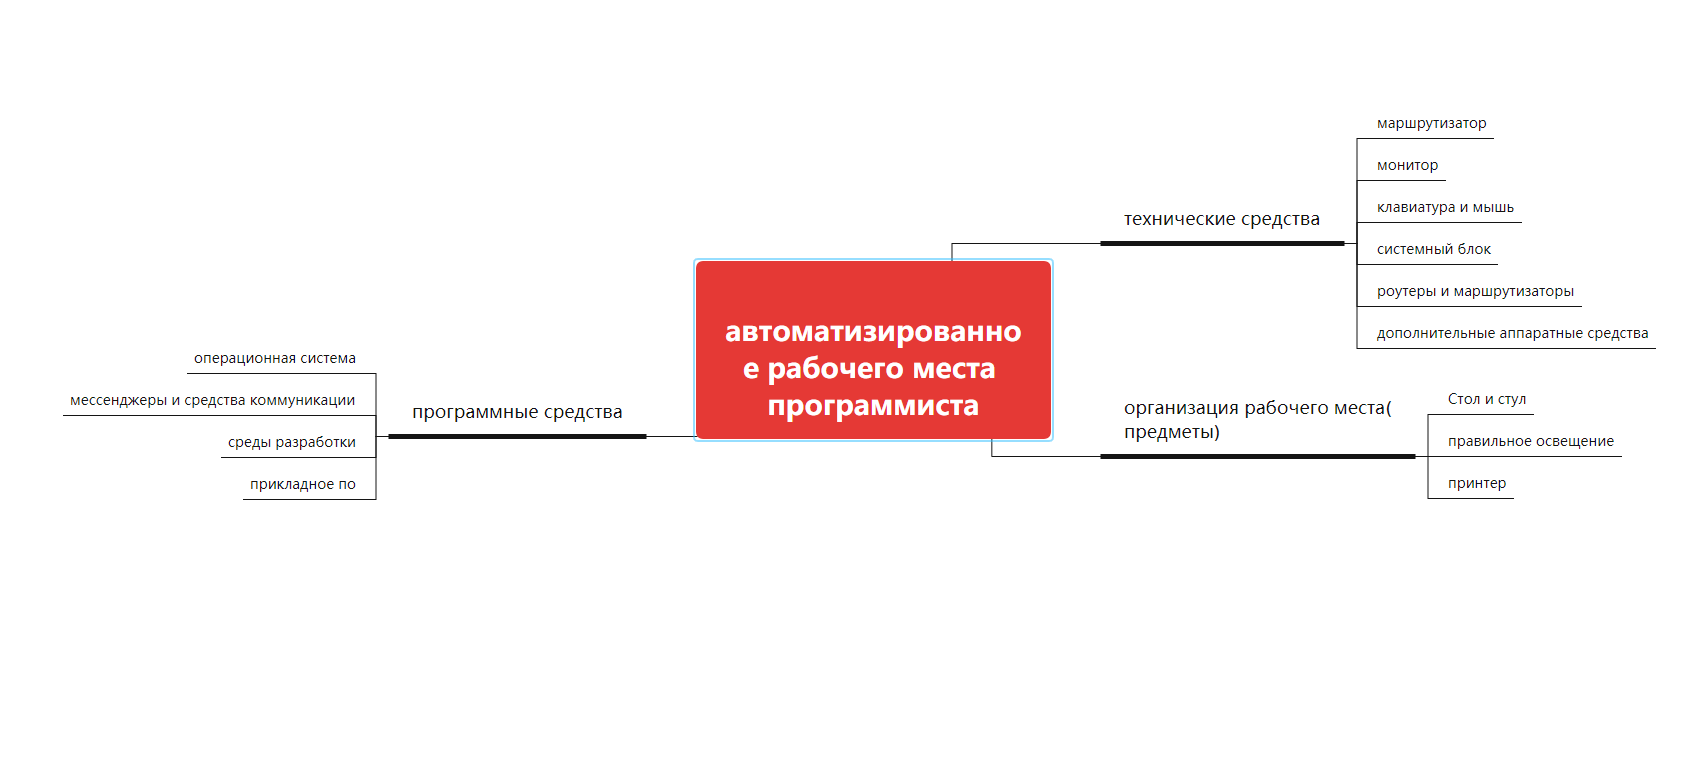 маршрутизатор
монитор
клавиатура и мышь
технические средства
системный блок
роутеры и маршрутизаторы
дополнительные аппаратные средства
автоматизированно
е рабочего места
программиста
операционная система
мессенджеры и средства коммуникации
программные средства
среды разработки
прикладное по
организация рабочего места(
предметы)
Стол и стул
правильное освещение
принтер